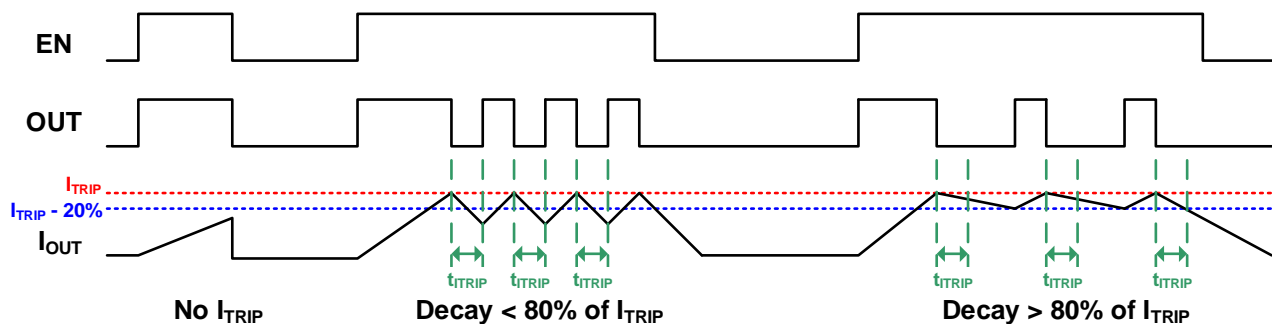 EN
OUT
ITRIP
ITRIP - 20%
IOUT
tITRIP tITRIP tITRIP tITRIP tITRIP tITRIP
No ITRIP Decay < 80% of ITRIP Decay > 80% of ITRIP